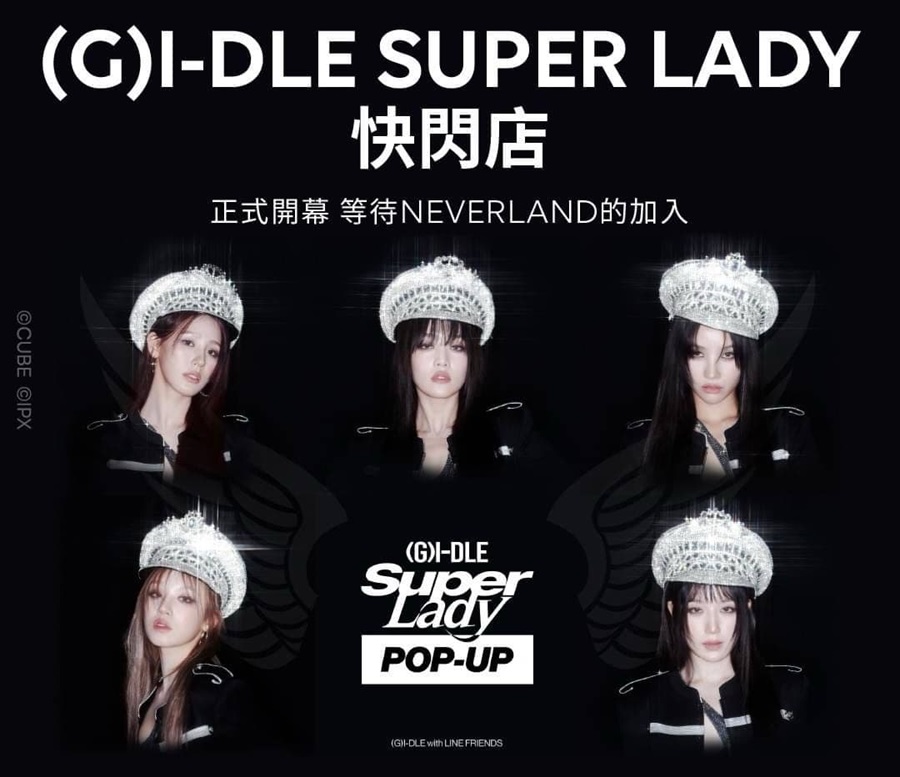 (G)I-DLE SUPER LADY
快閃店
正式開幕 等待NEVERLAND的加入
©CUBE ©IPX
(G)I-DLE
Super
Lady
POP-UP
(G)I-DLE with LINE FRIENDS